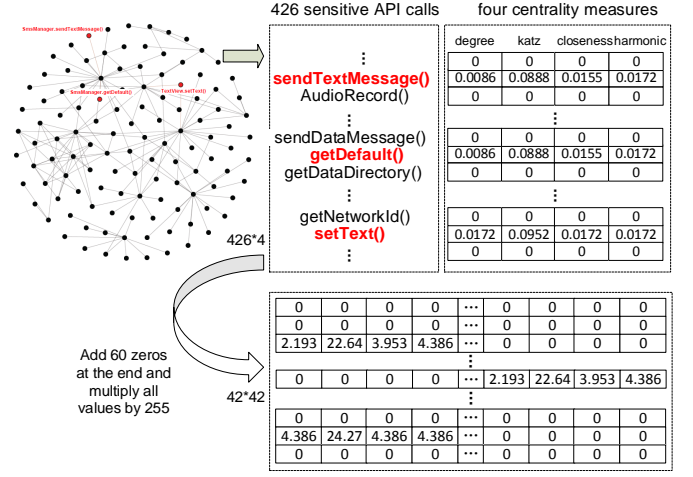 426 sensitive API calls
four centrality measures
SmsManager.sendTextMessage()
SmsManager.getDefault()
TextView.setText()
⋮
sendTextMessage()
AudioRecord()
sendDataMessage()
getDefault()
getDataDirectory()
⋮
getNetworkId()
setText()
⋮
degree katz closeness harmonic
0 0 0 0
0.0086 0.0888 0.0155 0.0172
0 0 0 0
⋮
0 0 0 0
0.0086 0.0888 0.0155 0.0172
0 0 0 0
⋮
0 0 0 0
0.0172 0.0952 0.0172 0.0172
0 0 0 0
426*4
Add 60 zeros
at the end and
multiply all
values by 255
42*42
0 0 0 0 ⋯ 0 0 0 0
0 0 0 0 ⋯ 0 0 0 0
2.193 22.64 3.953 4.386 ⋯ 0 0 0 0
⋮
0 0 0 0 ⋯ 2.193 22.64 3.953 4.386
⋮
0 0 0 0 ⋯ 0 0 0 0
4.386 24.27 4.386 4.386 ⋯ 0 0 0 0
0 0 0 0 ⋯ 0 0 0 0